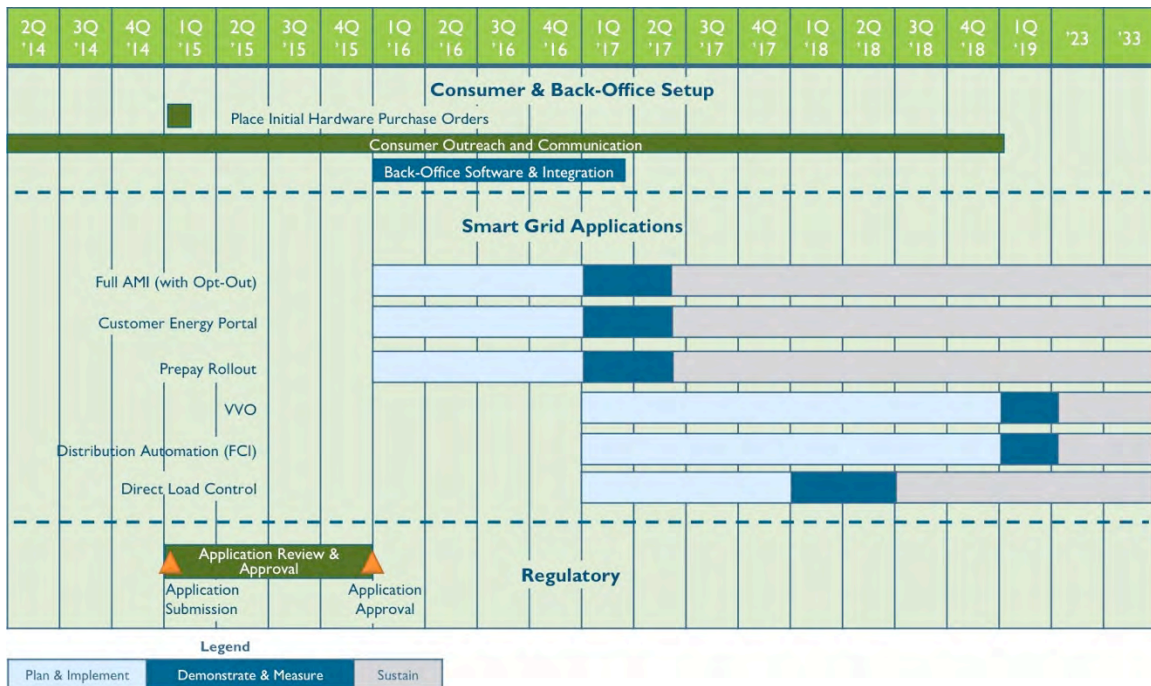 2Q '14 3Q '14 4Q '14 1Q '15 2Q '15 3Q '15 4Q '15 1Q '16 2Q '16 3Q '16 4Q '16 1Q '17 2Q '17 3Q '17 4Q '17 1Q '18 2Q '18 3Q '18 4Q '18 1Q '19 '23 '33
Consumer & Back-Office Setup
Place Initial Hardware Purchase Orders
Consumer Outreach and Communication
Back-Office Software & Integration
Smart Grid Applications
Full AMI (with Opt-Out)
Customer Energy Portal
Prepay Rollout
VVO
Distribution Automation (FCI)
Direct Load Control
Application Review &
Approval
Regulatory
Application
Submission
Application
Approval
Legend
Plan & Implement Demonstrate & Measure Sustain